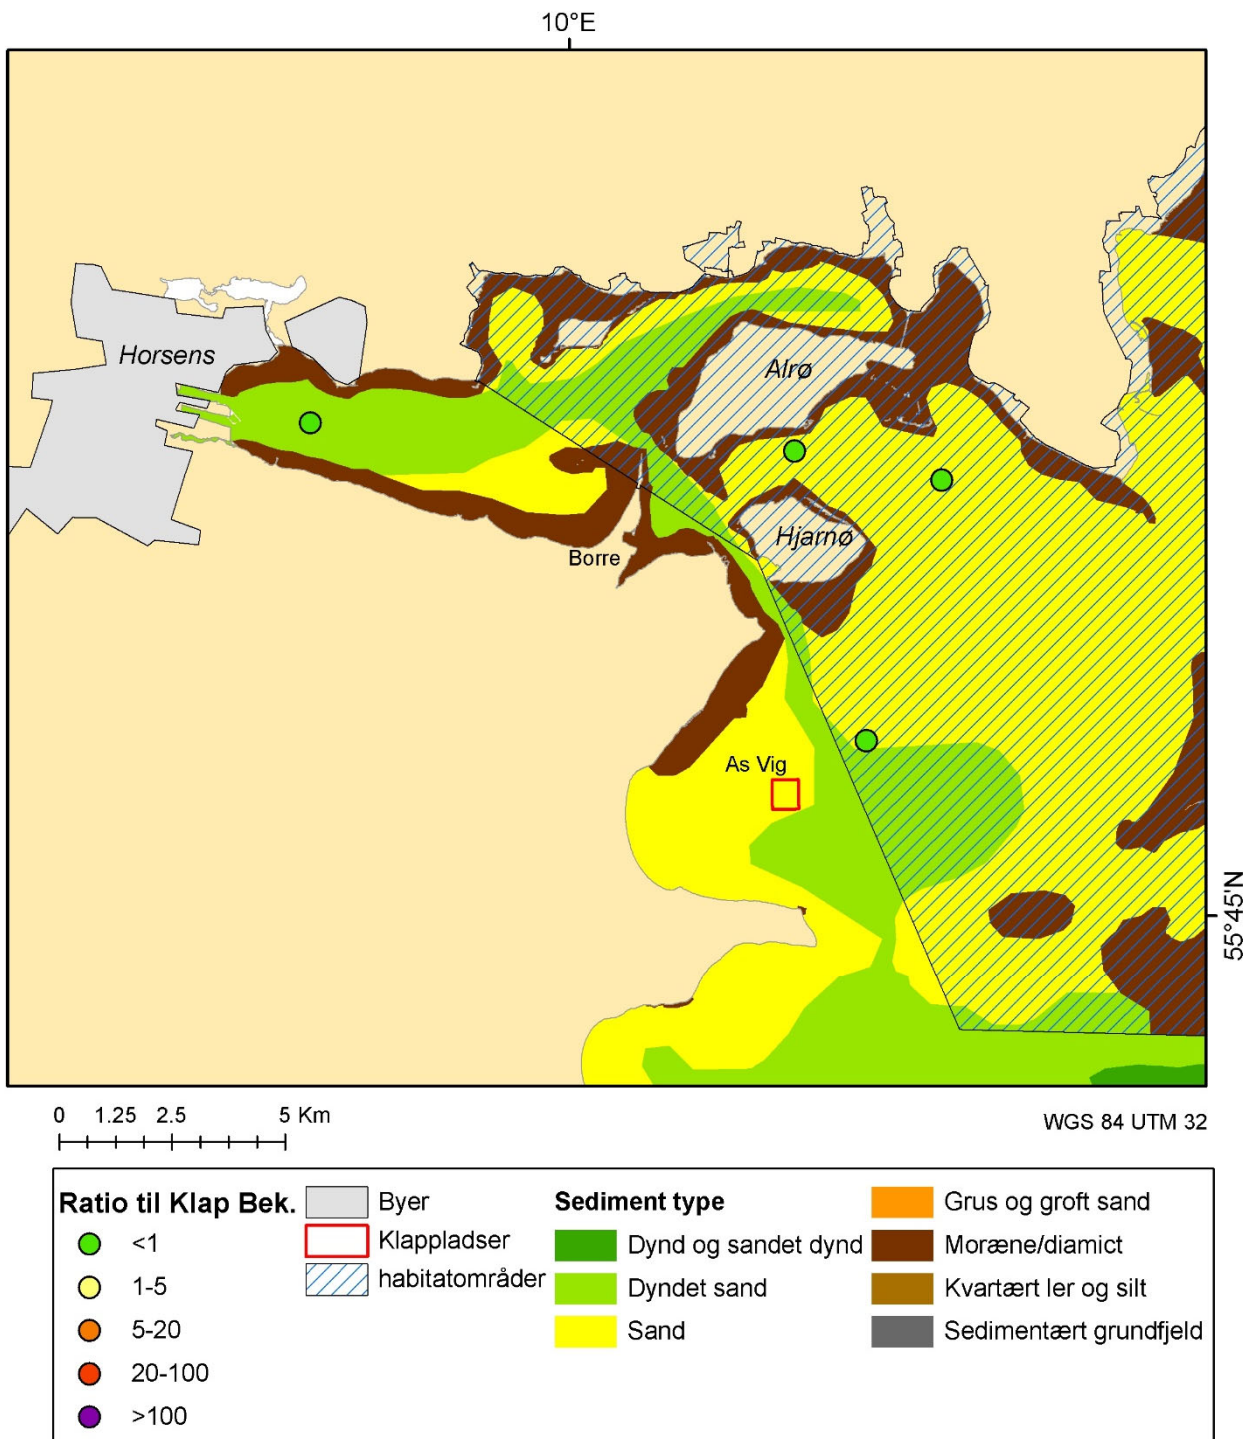 10°E
Horsens
Alrø
Hjarnø
Borre
As Vig
55°45'N
0 1.25 2.5 5 Km
WGS 84 UTM 32
Ratio til Klap Bek.
<1
1-5
5-20
20-100
>100
Byer
Klappladser
habitatområder
Sediment type
Dynd og sandet dynd
Dyndet sand
Sand
Grus og groft sand
Moræne/diamict
Kvartært ler og silt
Sedimentært grundfjeld